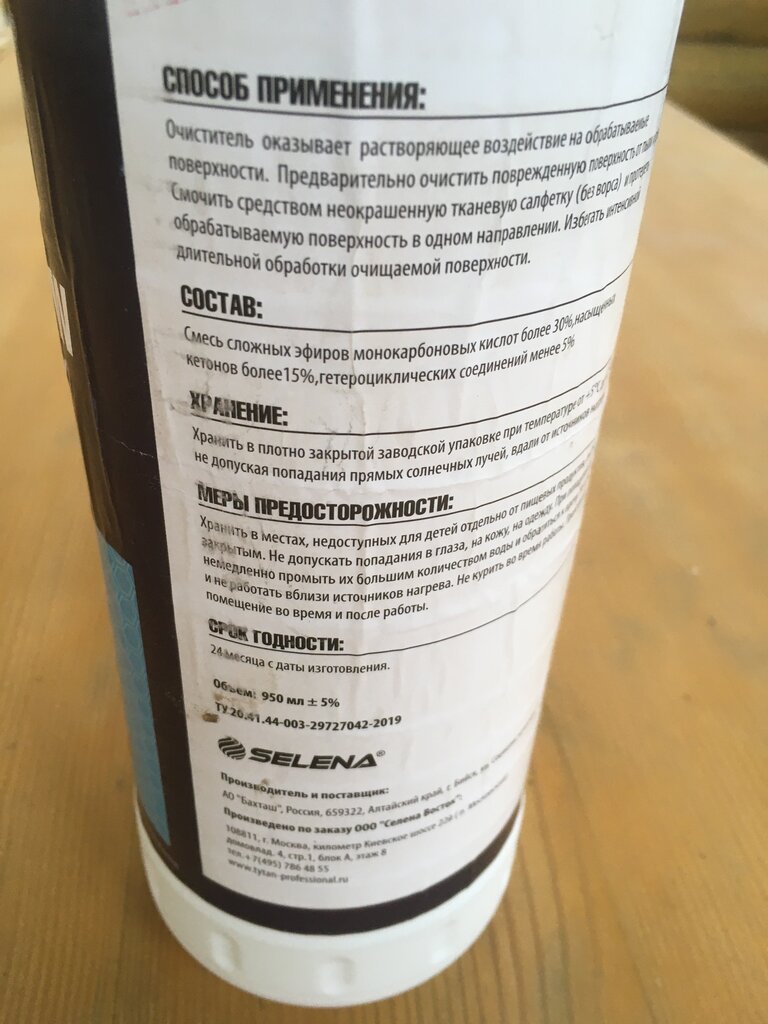 СПОСОБ ПРИМЕНЕНИЯ:
Очиститель оказывает растворяющее воздействие на обрабатываемые
поверхности. Предварительно очистить поврежденную поверхность от
Смочить средством неокрашенную тканевую салфетку (без ворса) и
обрабатываемую поверхность в одном направлении. Избегать
длительной обработки очищаемой поверхности.
СОСТАВ:
Смесь сложных эфиров монокарбоновых кислот более 30%,насыщенных
кетонов более15%,гетероциклических соединений менее 5%
ХРАНЕНИЕ:
Хранить в плотно закрытой заводской упаковке при температуре от +5°C
не допуская попадания прямых солнечных лучей, вдали от источников
МЕРЫ ПРЕДОСТОРОЖНОСТИ:
Хранить в местах, недоступных для детей отдельно от пищевых
закрытым. Не допускать попадания в глаза, на кожу, на одежду. При
немедленно промыть их большим количеством воды и обратиться к
и не работать вблизи источников нагрева. Не курить во время работы.
помещение во время и после работы.
СРОК ГОДНОСТИ:
24 месяца с даты изготовления.
Объем: 950 мл ± 5%
ТУ 20.41.44-003-29727042-2019
SELENA®
Производитель и поставщик:
АО "Бахташ", Россия, 659322, Алтайский край, г. Бийск,
Произведено по заказу ООО "Селена Восток":
108811, г. Москва, километр Киевское шоссе 22й
домовлад. 4, стр.1, блок А, этаж 8
тел.+7(495) 786 48 55
www.tytan-professional.ru